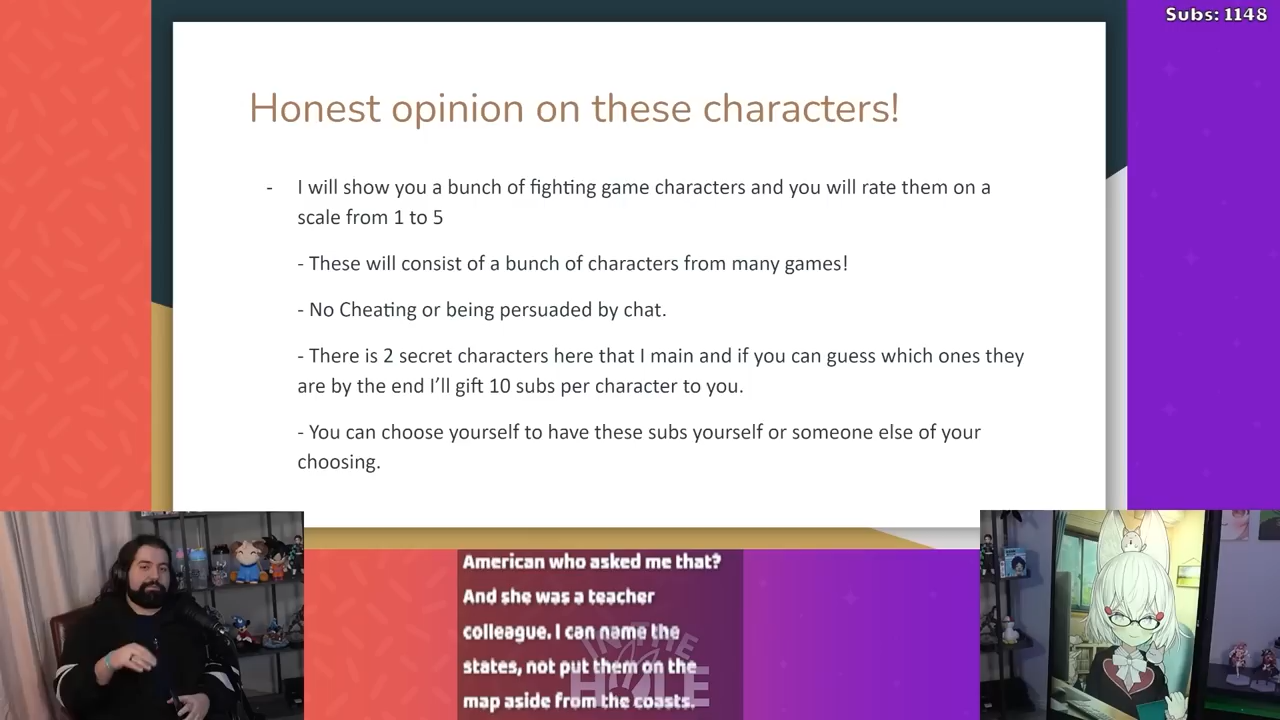 Subs: 1148
Honest opinion on these characters!
- I will show you a bunch of fighting game characters and you will rate them on a
scale from 1 to 5
- These will consist of a bunch of characters from many games!
- No Cheating or being persuaded by chat.
- There is 2 secret characters here that I main and if you can guess which ones they
are by the end I’ll gift 10 subs per character to you.
- You can choose yourself to have these subs yourself or someone else of your
choosing.
American who asked me that?
And she was a teacher
colleague. I can name the
states, not put them on the
map aside from the coasts.
IN THE
HOLE